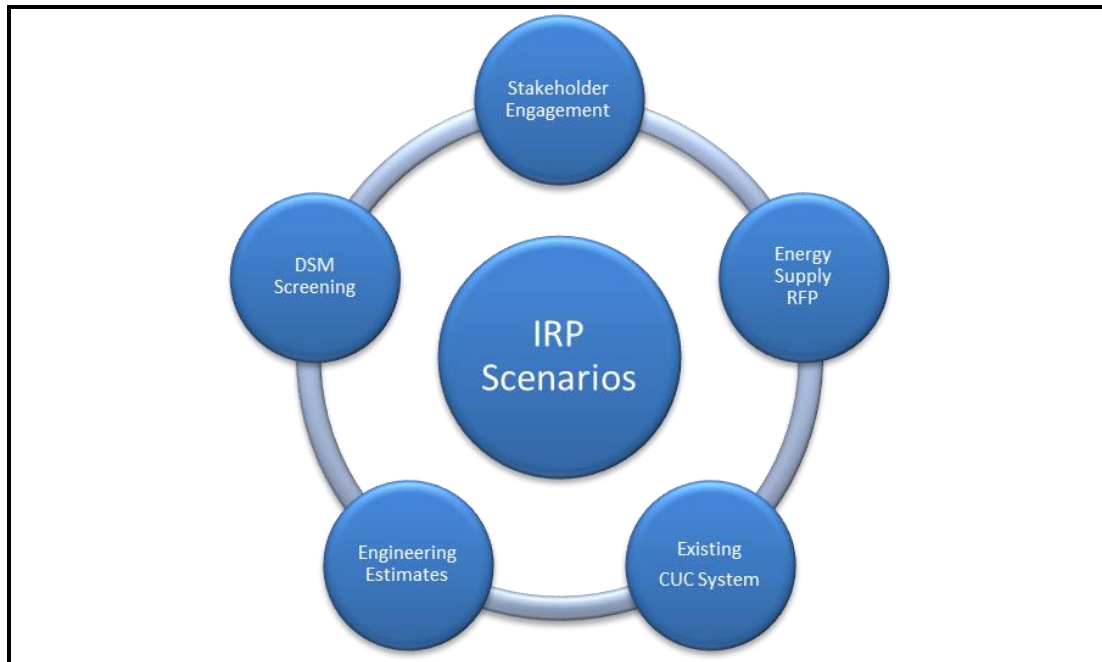 Stakeholder
Engagement
DSM
Screening
Energy
Supply
RFP
IRP
Scenarios
Engineering
Estimates
Existing
CUC System